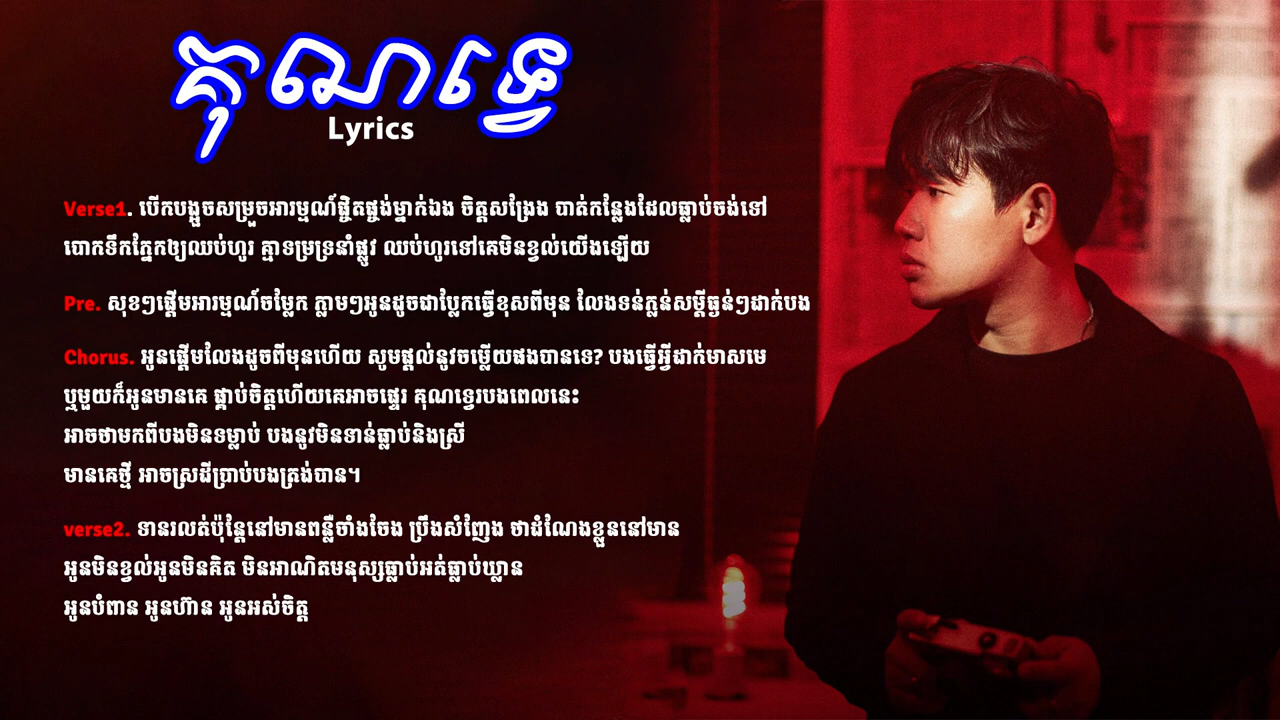 គុណទ្វេ
Lyrics
Verse1. បើកបង្អួចសម្រួចអារម្មណ៍ផ្ចិតផ្ចង់ម្នាក់ឯង ចិត្តសង្រែង បាត់កន្លែងដែលធ្លាប់ចង់ទៅ
បោកទឹកភ្នែកឲ្យឈប់ហូរ គ្មាទម្រទ្រនាំផ្លូវ ឈប់ហូរទៅគេមិនខ្វល់យើងឡើយ
Pre. សុខៗផ្ដើមអារម្មណ៍ចម្លែក ភ្លាមៗអូនដូចជាប្លែកធ្វើខុសពីមុន លែងទន់ភ្លន់សម្ដីធ្ងន់ៗដាក់បង
Chorus. អូនផ្ដើមលែងដូចពីមុនហើយ សូមផ្ដល់នូវចម្លើយផងបានទេ? បងធ្វើអ្វីដាក់មាសមេ
ឬមួយក៏អូនមានគេ ផ្គាប់ចិត្តហើយគេអាចផ្ទេរ គុណទ្វេរបងពេលនេះ
អាចថាមកពីបងមិនទម្លាប់ បងនូវមិនទាន់ធ្លាប់និងស្រី
មានគេថ្មី អាចស្រដីប្រាប់បងត្រង់បាន។
verse2. ទានរលត់ប៉ុន្តែនៅមានពន្លឺចាំងចែង ប្រឹងសំញែង ថាដំណែងខ្លួននៅមាន
អូនមិនខ្វល់អូនមិនគិត មិនអាណិតមនុស្សធ្លាប់អត់ធ្លាប់ឃ្លាន
អូនបំពាន អូនហ៊ាន អូនអស់ចិត្ត